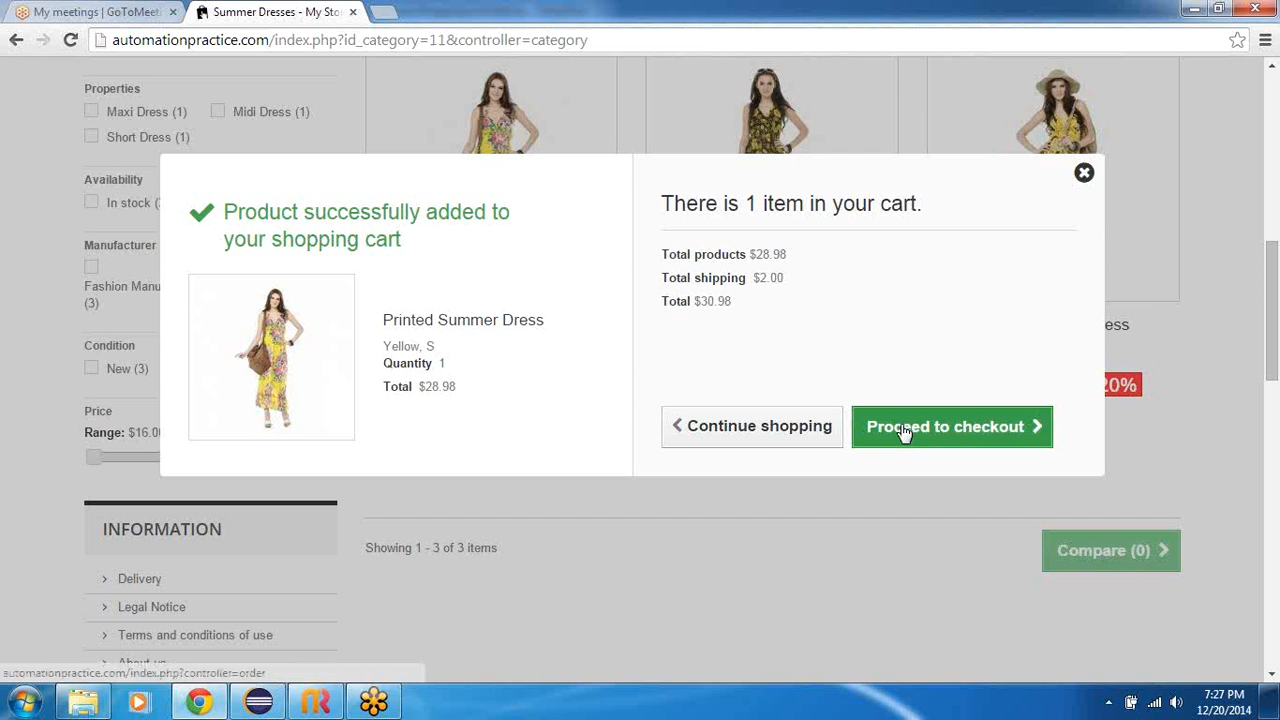 My meetings | GoToMeeti
Summer Dresses - My Sto
automationpractice.com/index.php?id_category=11&controller=category
Properties
Maxi Dress (1)
Midi Dress (1)
Short Dress (1)
Availability
In stock
Manufacturer
Fashion Manu
(3)
Condition
New (3)
Price
Range: $16.0
Product successfully added to
your shopping cart
Printed Summer Dress
Yellow, S
Quantity 1
Total $28.98
There is 1 item in your cart.
Total products $28.98
Total shipping $2.00
Total $30.98
Continue shopping
Proceed to checkout
ess
20%
INFORMATION
Delivery
Legal Notice
Terms and conditions of use
About us
Showing 1 - 3 of 3 items
Compare (0)
automationpractice.com/index.php?controller=order
7:27 PM
12/20/2014